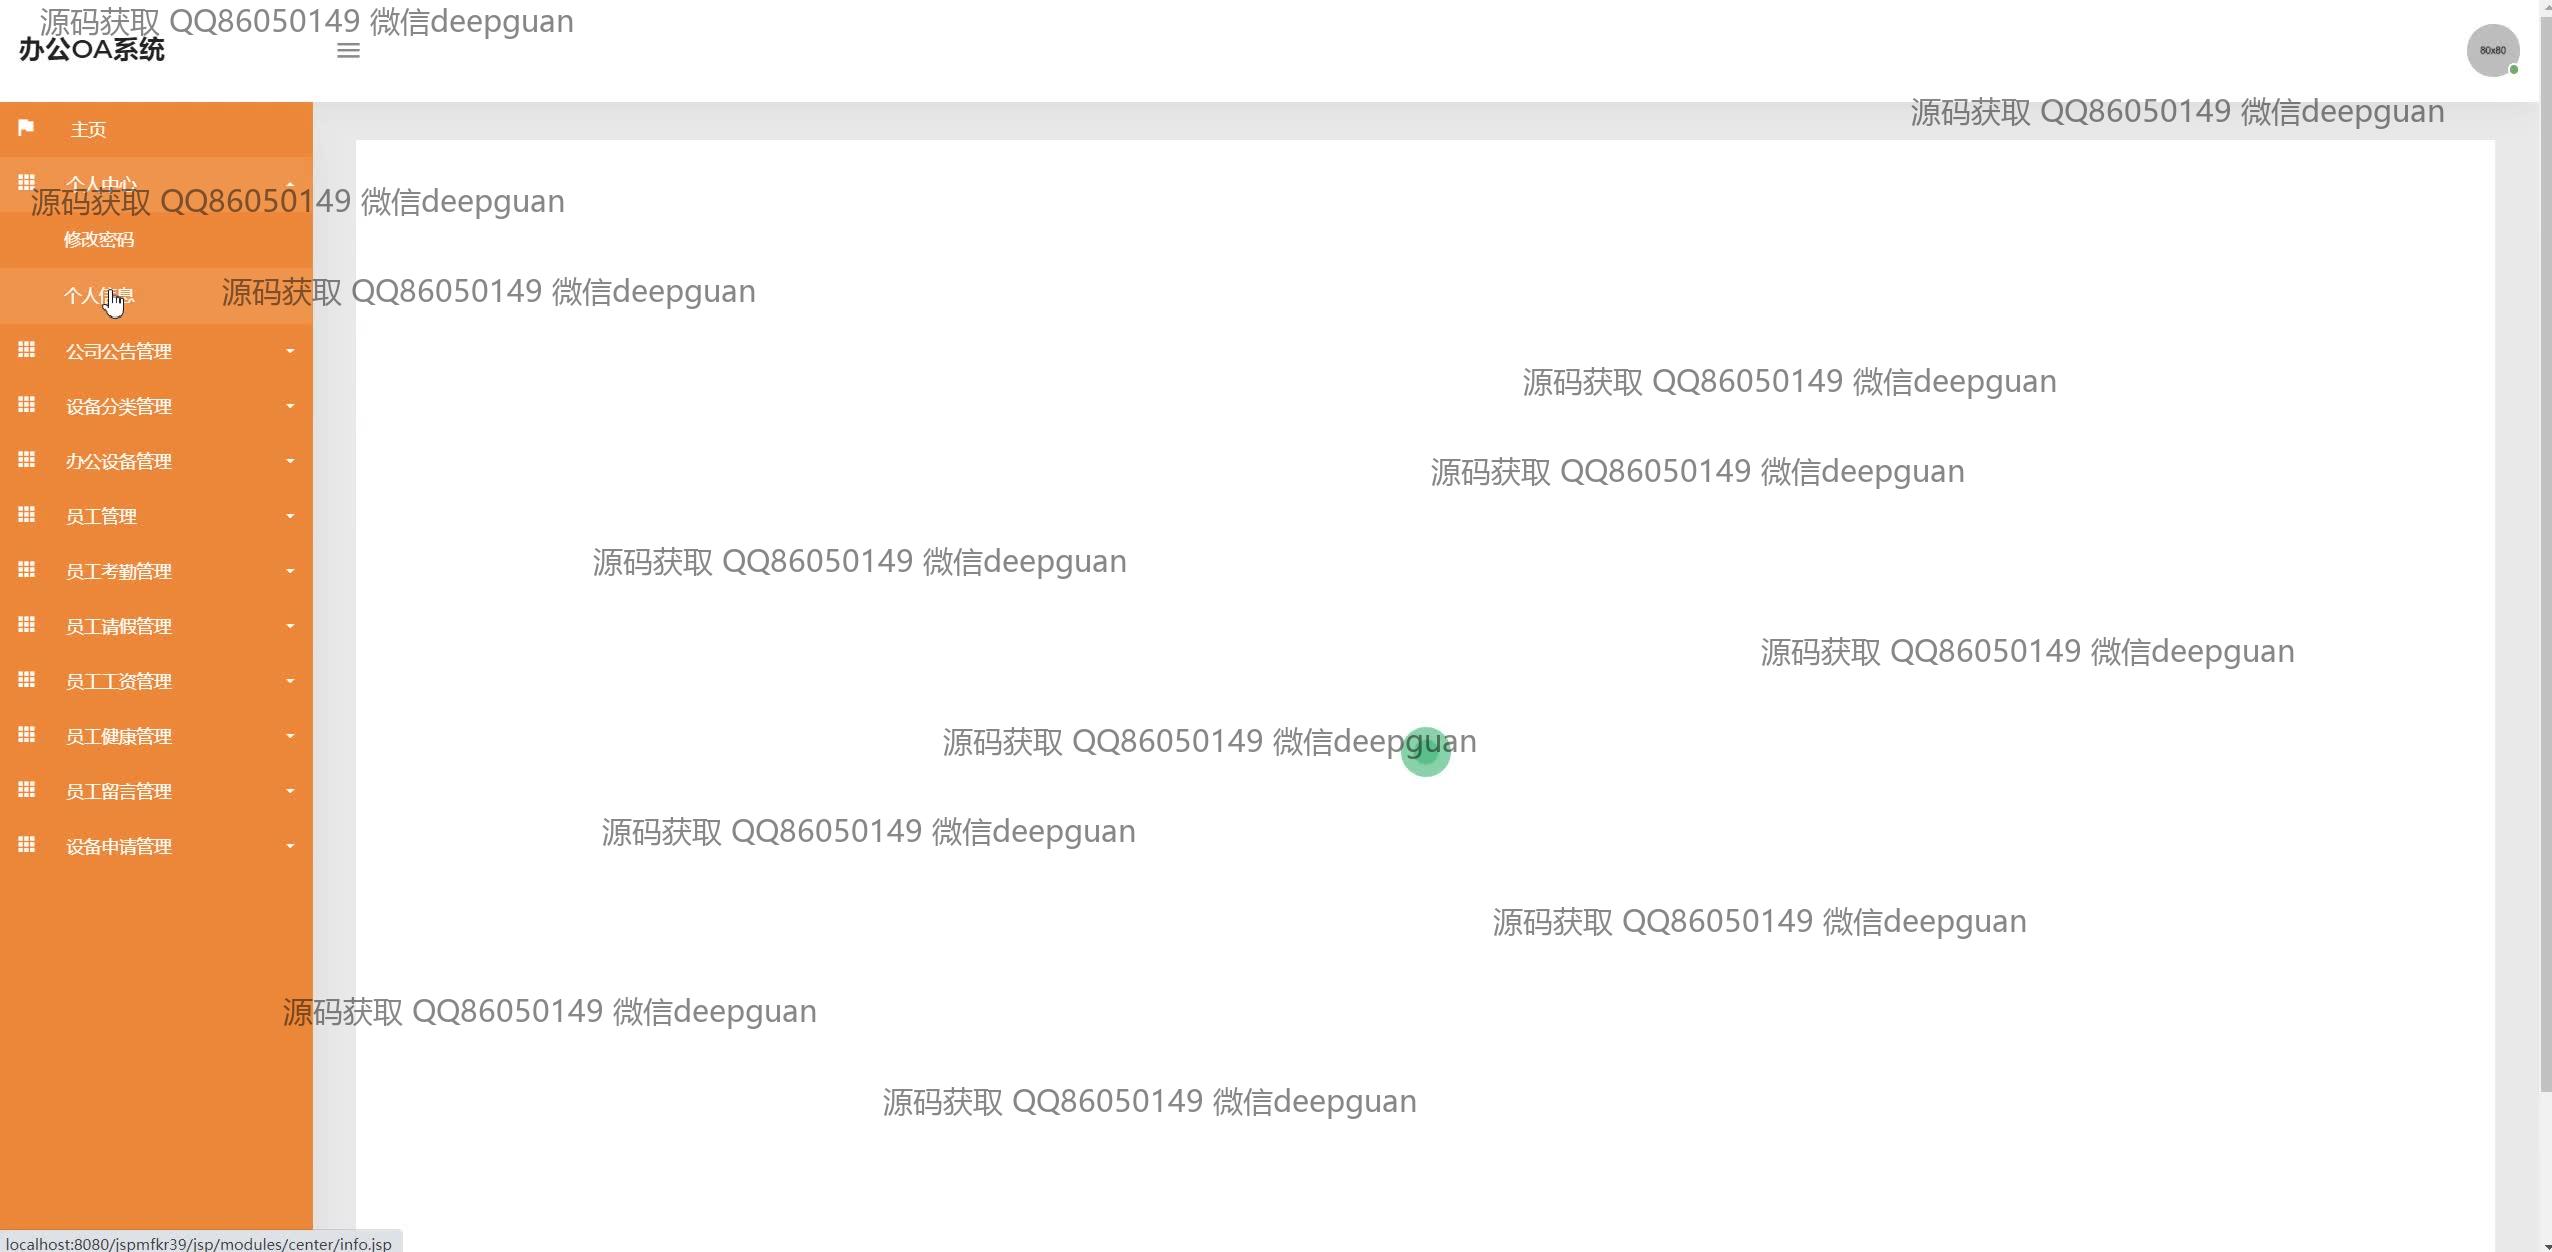 源码获取 QQ86050149 微信deepguan
办公OA系统
80x80
源码获取 QQ86050149 微信deepguan
主页
个人中心
源码获取 QQ86050149 微信deepguan
修改密码
个人信息
源码获取 QQ86050149 微信deepguan
公司公告管理
源码获取 QQ86050149 微信deepguan
设备分类管理
办公设备管理
源码获取 QQ86050149 微信deepguan
员工管理
源码获取 QQ86050149 微信deepguan
员工考勤管理
员工请假管理
源码获取 QQ86050149 微信deepguan
员工工资管理
员工健康管理
源码获取 QQ86050149 微信deepguan
员工留言管理
源码获取 QQ86050149 微信deepguan
设备申请管理
源码获取 QQ86050149 微信deepguan
源码获取 QQ86050149 微信deepguan
源码获取 QQ86050149 微信deepguan
localhost:8080/jspmfkr39/jsp/modules/center/info.jsp